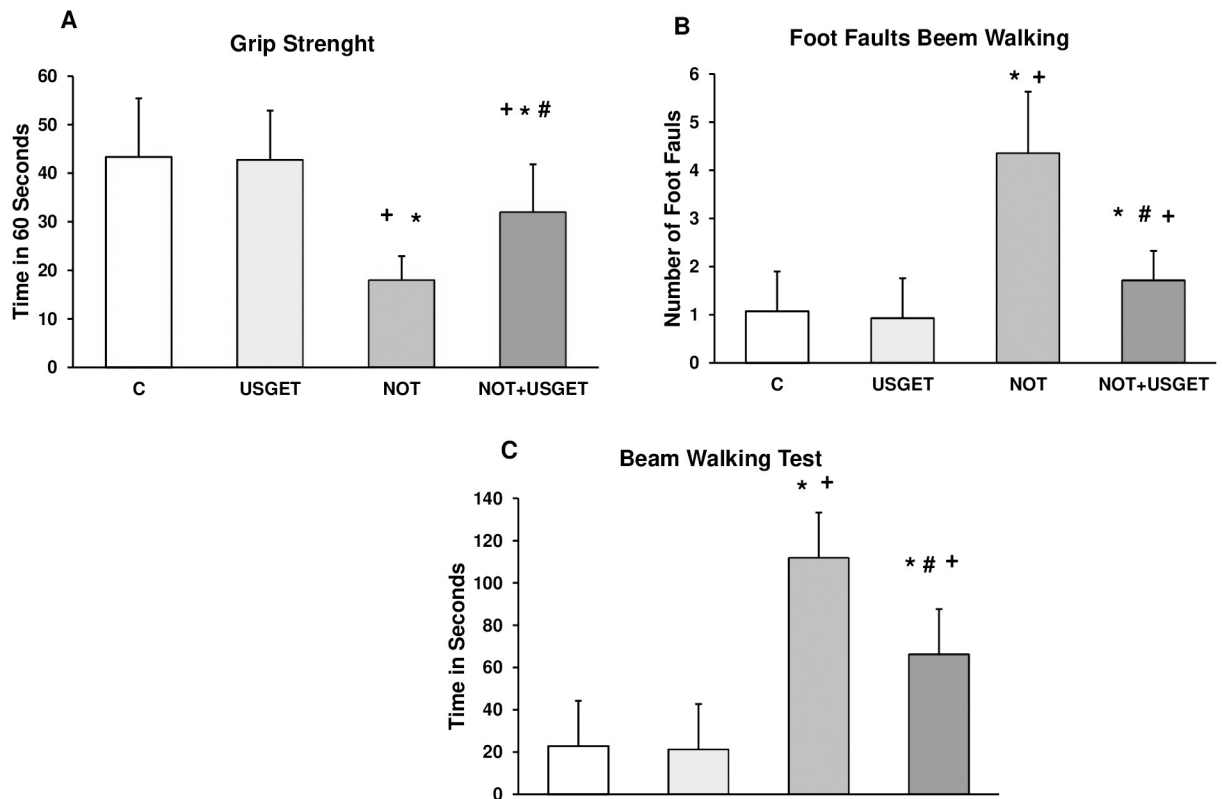 A
Grip Strenght
Time in 60 Seconds
60
50
40
30
20
10
0
+ *
+ * #
C USGET NOT NOT+USGET
B
Foot Faults Beem Walking
Number of Foot Fauls
6
5
4
3
2
1
0
* +
* # +
C USGET NOT NOT+USGET
C
Beam Walking Test
Time in Seconds
140
120
100
80
60
40
20
0
* +
* # +